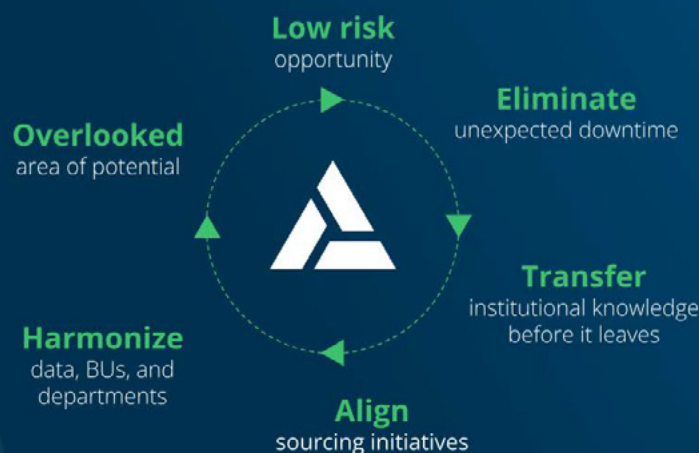 Low risk
opportunity
Eliminate
unexpected downtime
Transfer
institutional knowledge
before it leaves
Align
sourcing initiatives
Harmonize
data, BUs, and
departments
Overlooked
area of potential